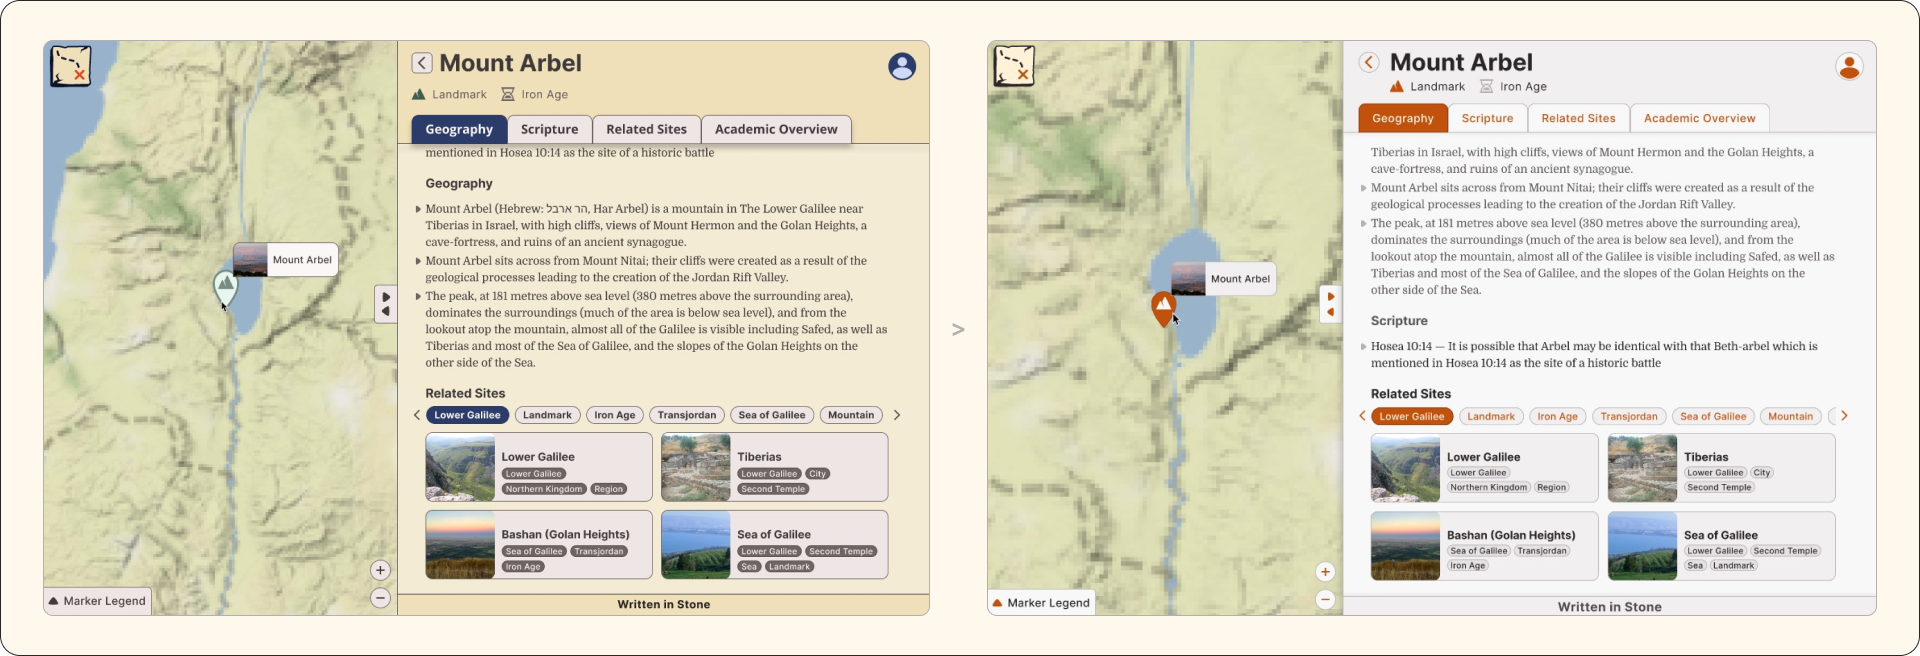 Mount Arbel
Landmark Iron Age
Geography Scripture Related Sites Academic Overview
mentioned in Hosea 10:14 as the site of a historic battle
Geography
Mount Arbel (Hebrew: הר ארבל, Har Arbel) is a mountain in The Lower Galilee near
Tiberias in Israel, with high cliffs, views of Mount Hermon and the Golan Heights, a
cave-fortress, and ruins of an ancient synagogue.
Mount Arbel sits across from Mount Nitai; their cliffs were created as a result of the
geological processes leading to the creation of the Jordan Rift Valley.
The peak, at 181 metres above sea level (380 metres above the surrounding area),
dominates the surroundings (much of the area is below sea level), and from the
lookout atop the mountain, almost all of the Galilee is visible including Safed, as well as
Tiberias and most of the Sea of Galilee, and the slopes of the Golan Heights on the
other side of the Sea.
Related Sites
Lower Galilee Landmark Iron Age Transjordan Sea of Galilee Mountain
Lower Galilee
Lower Galilee
Northern Kingdom Region
Tiberias
Lower Galilee City
Second Temple
Bashan (Golan Heights)
Sea of Galilee Transjordan
Iron Age
Sea of Galilee
Lower Galilee Second Temple
Sea Landmark
Written in Stone
Mount Arbel
+
−
Marker Legend
>
Mount Arbel
Landmark Iron Age
Geography Scripture Related Sites Academic Overview
Tiberias in Israel, with high cliffs, views of Mount Hermon and the Golan Heights, a
cave-fortress, and ruins of an ancient synagogue.
Mount Arbel sits across from Mount Nitai; their cliffs were created as a result of the
geological processes leading to the creation of the Jordan Rift Valley.
The peak, at 181 metres above sea level (380 metres above the surrounding area),
dominates the surroundings (much of the area is below sea level), and from the
lookout atop the mountain, almost all of the Galilee is visible including Safed, as well as
Tiberias and most of the Sea of Galilee, and the slopes of the Golan Heights on the
other side of the Sea.
Scripture
Hosea 10:14 — It is possible that Arbel may be identical with that Beth-arbel which is
mentioned in Hosea 10:14 as the site of a historic battle
Related Sites
Lower Galilee Landmark Iron Age Transjordan Sea of Galilee Mountain
Lower Galilee
Lower Galilee
Northern Kingdom Region
Tiberias
Lower Galilee City
Second Temple
Bashan (Golan Heights)
Sea of Galilee Transjordan
Iron Age
Sea of Galilee
Lower Galilee Second Temple
Sea Landmark
Written in Stone
Mount Arbel
+
−
Marker Legend